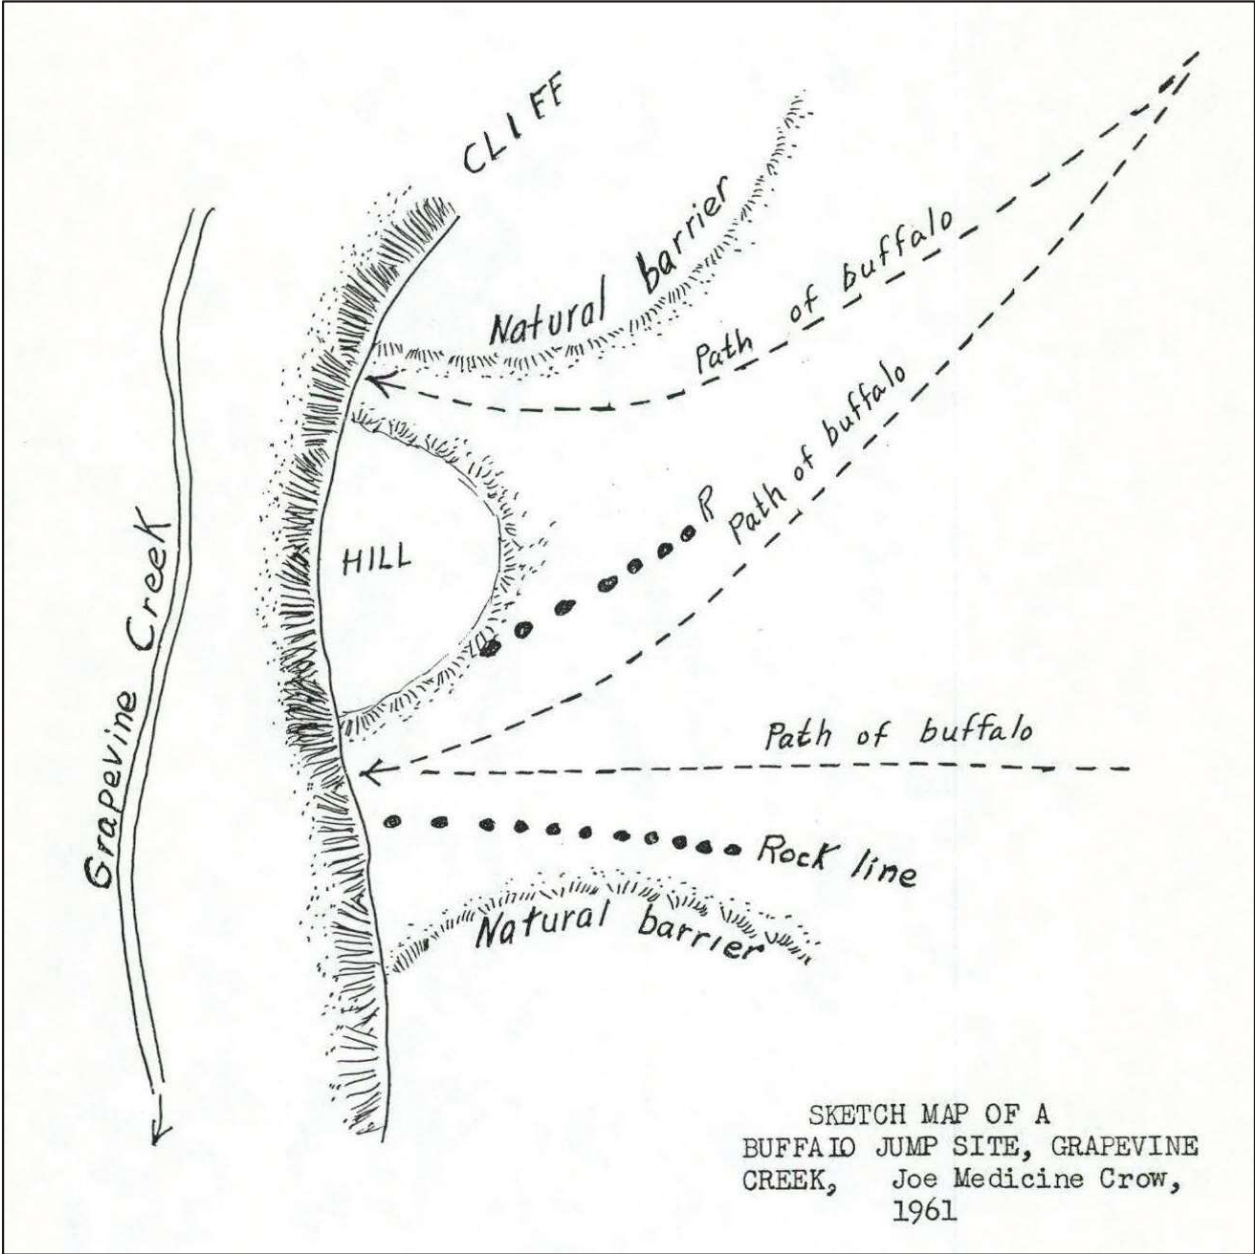 CLIFF
Natural barrier
Path of buffalo
Path of buffalo
R
HILL
Grapevine Creek
Path of buffalo
Rock line
Natural barrier
SKETCH MAP OF A
BUFFALO JUMP SITE, GRAPEVINE
CREEK, Joe Medicine Crow,
1961